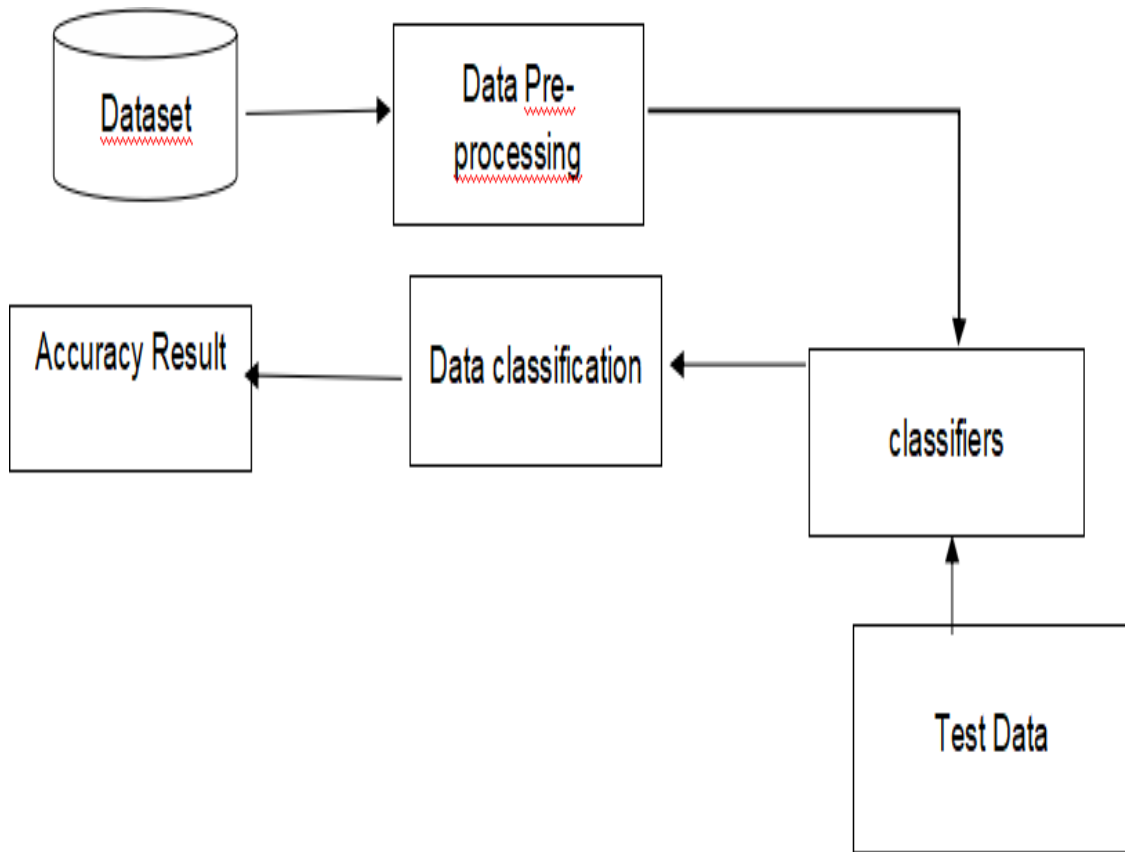 Dataset
Data Pre-
processing
Accuracy Result
Data classification
classifiers
Test Data